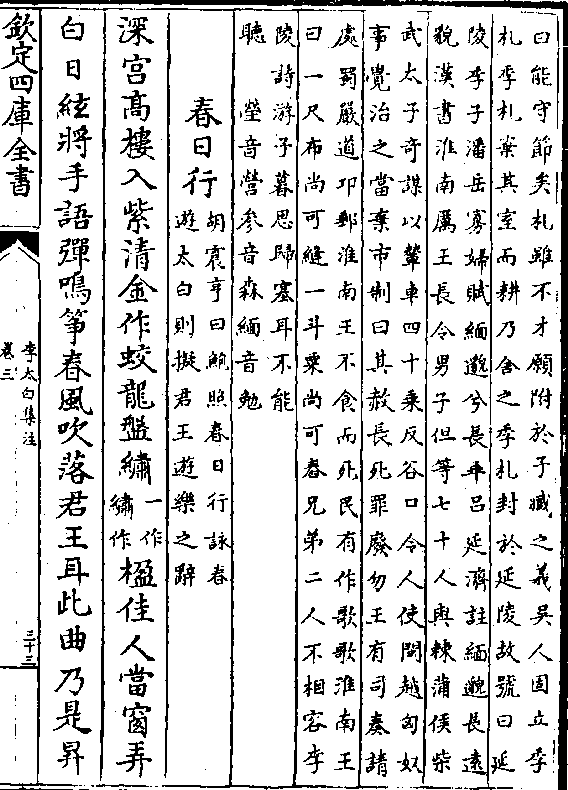 曰能守節矣札雖不才願附於子臧之義吳人固立季
札季札棄其室而耕乃舍之季札封於延陵故號曰延
陵季子潘岳寡婦賦緬邈兮長乖呂延濟註緬邈長遠
貌漢書淮南厲王長令男子但等七十人與棘蒲侯柴
武太子奇謀以輦車四十乘反谷口令人使閩越匈奴
事覺治之當棄市制曰其赦長死罪廢勿王有司奏請
處蜀嚴道卭郵淮南王不食而死民有作歌歌淮南王
曰一尺布尚可縫一斗粟尚可舂兄弟二人不相容李
陵詩游子暮思歸塞耳不能
聽 瑩音營參音森緬音勉
春日行
胡震亨曰鮑照春日行詠春
遊太白則擬君王遊樂之辭
深宫髙樓入紫清金作蛟龍盤繡
一作
繡作
楹佳人當窗弄
白日絃將手語彈鳴箏春風吹落君王耳此曲乃是昇
欽定四庫全書
李太白集注
卷三
三十三